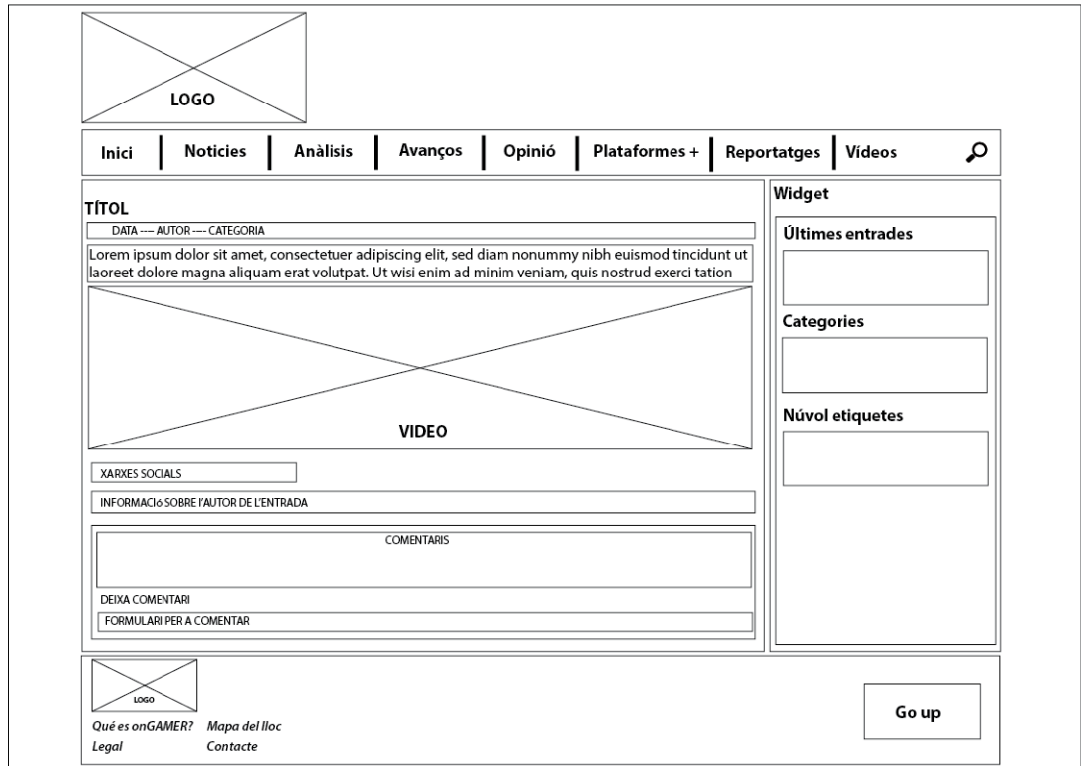 LOGO
Inici Noticies Anàlisis Avanços Opinió Plataformes + Reportatges Vídeos
TÍTOL
DATA ---- AUTOR ---- CATEGORIA
Lorem ipsum dolor sit amet, consectetuer adipiscing elit, sed diam nonummy nibh euismod tincidunt ut
laoreet dolore magna aliquam erat volutpat. Ut wisi enim ad minim veniam, quis nostrud exerci tation
VIDEO
XARXES SOCIALS
INFORMACIó SOBRE l'AUTOR DE L'ENTRADA
COMENTARIS
DEIXA COMENTARI
FORMULARI PER A COMENTAR
Widget
Últimes entrades
Categories
Núvol etiquetes
LOGO
Qué es onGAMER? Mapa del lloc
Legal Contacte
Go up